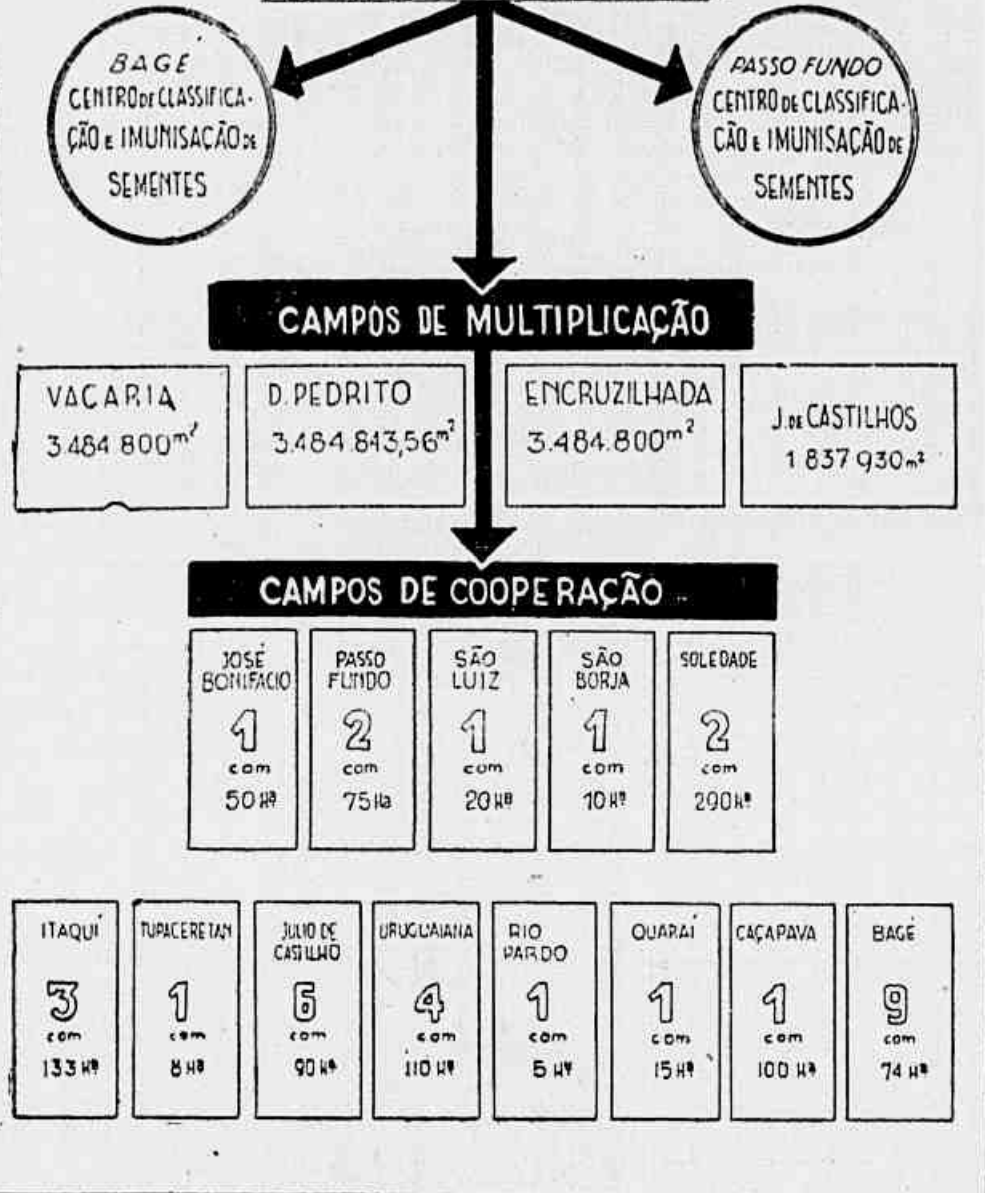 BAGÉ
CENTRO DE CLASSIFICA-
ÇÃO E IMUNISAÇÃO DE
SEMENTES
PASSO FUNDO
CENTRO DE CLASSIFICA-
CÃO E IMUNISAÇÃO DE
SEMENTES
CAMPOS DE MULTIPLICAÇÃO
VACARIA
3.484 800m²
D. PEDRITO
3.484.843,56m²
ENCRUZILHADA
3.484.800m²
J. DE CASTILHOS
1 837 930m²
CAMPOS DE COOPERAÇÃO
JOSÉ
BONIFACIO
1
com
50 Ha
PASSO
FUNDO
2
com
75 Ha
SÃO
LUIZ
1
com
20 Ha
SÃO
BORJA
1
com
10 Ha
SOLEDADE
2
com
290 Ha
ITAQUÍ
3
com
133 Ha
TUPACERETAN
1
com
8 Ha
JULIO DE
CASTILHO
6
com
90 Ha
URUGUAIANA
4
com
110 Ha
RIO
PARDO
1
com
5 Ha
QUARAÍ
1
com
15 Ha
CAÇAPAVA
1
com
100 Ha
BAGÉ
9
com
74 Ha